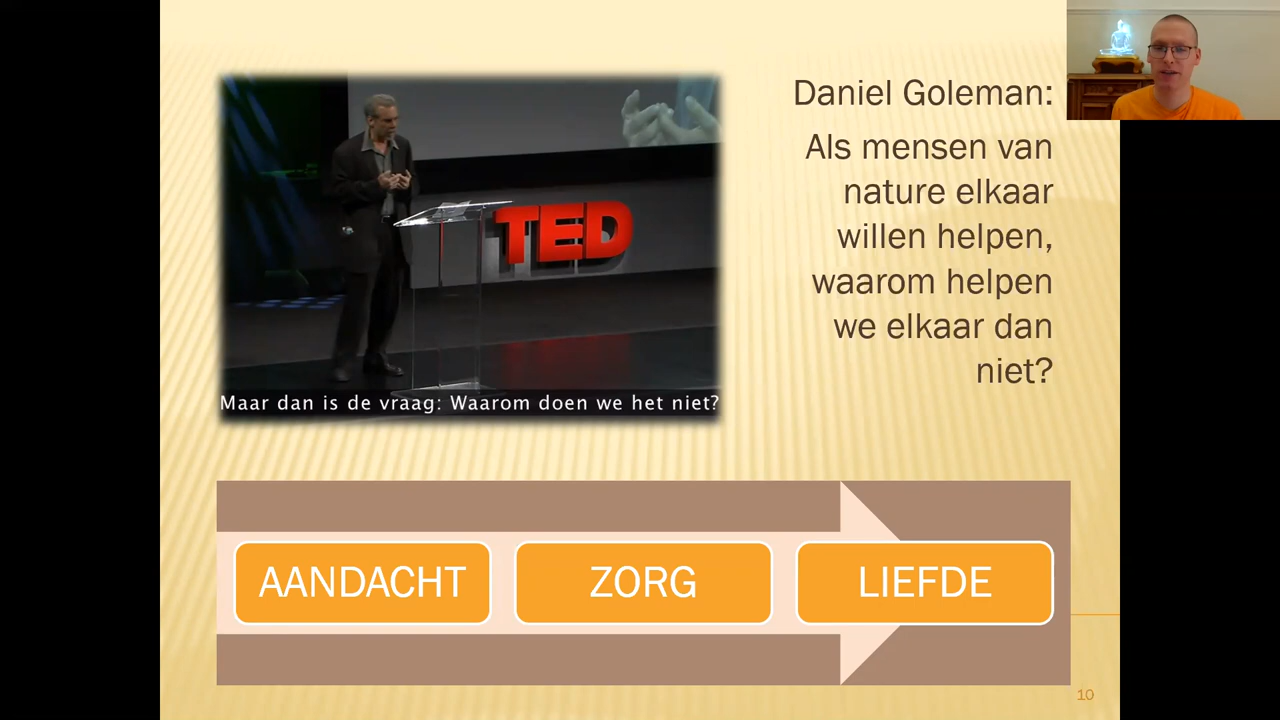 Daniel Goleman:
Als mensen van
nature elkaar
willen helpen,
waarom helpen
we elkaar dan
niet?
TED
Maar dan is de vraag: Waarom doen we het niet?
AANDACHT
ZORG
LIEFDE
10